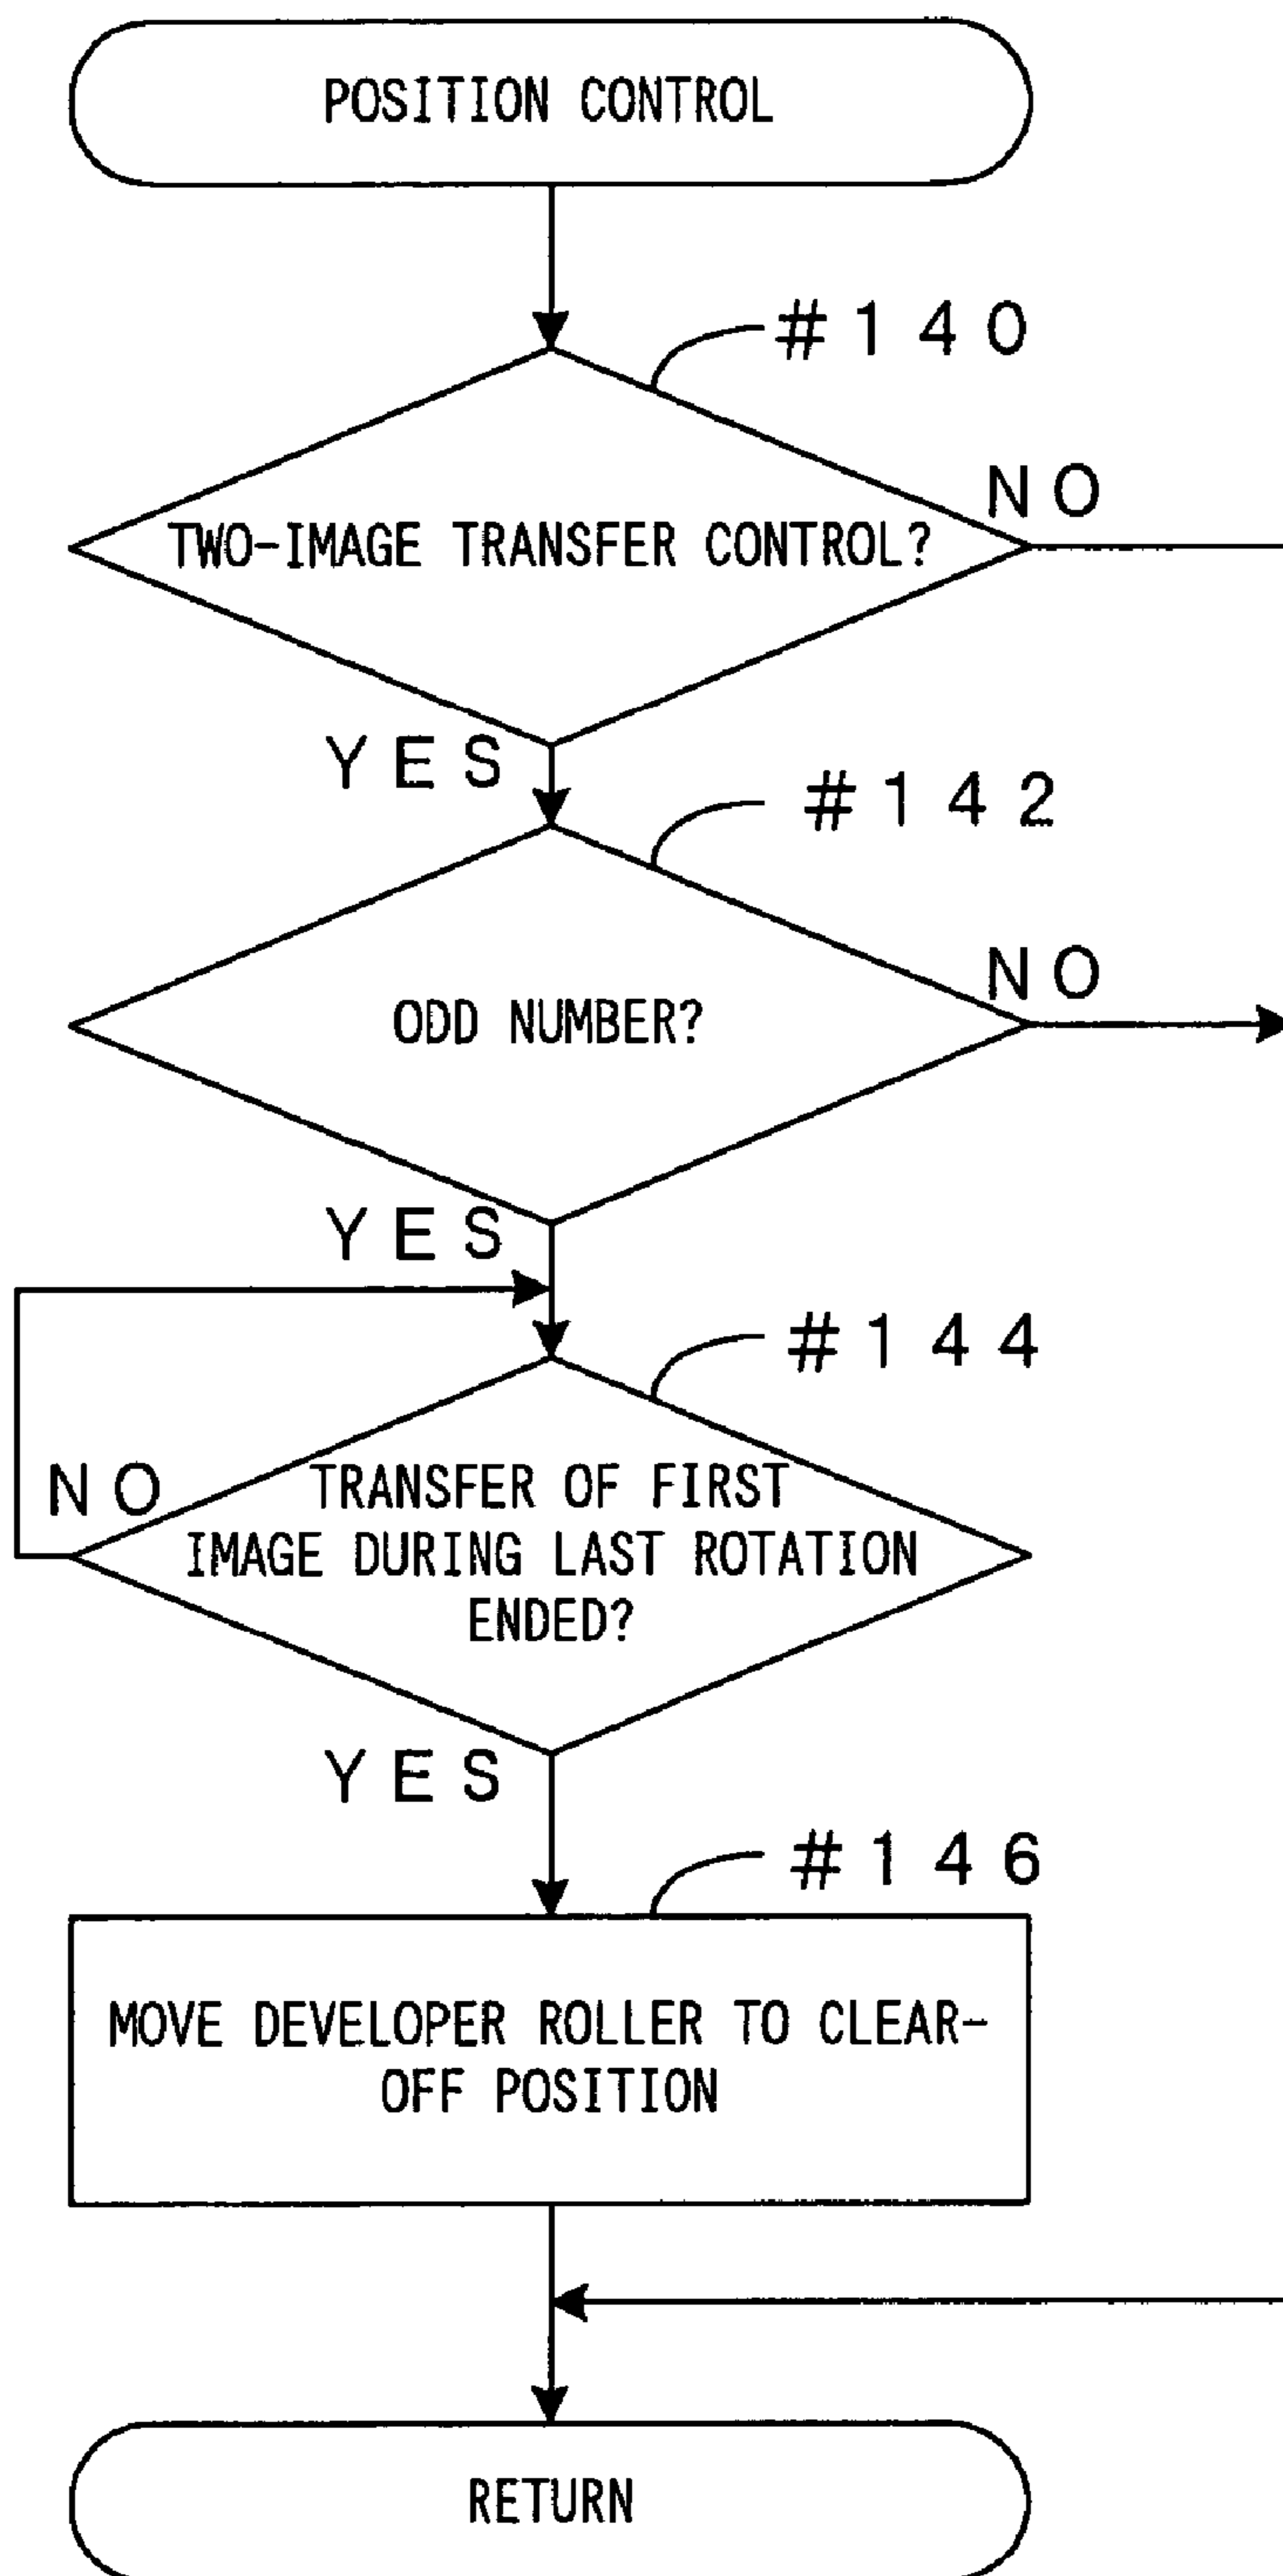 POSITION CONTROL
#140
NO
TWO-IMAGE TRANSFER CONTROL?
YES
#142
NO
ODD NUMBER?
YES
#144
NO
TRANSFER OF FIRST
IMAGE DURING LAST ROTATION
ENDED?
YES
#146
MOVE DEVELOPER ROLLER TO CLEAR-
OFF POSITION
RETURN